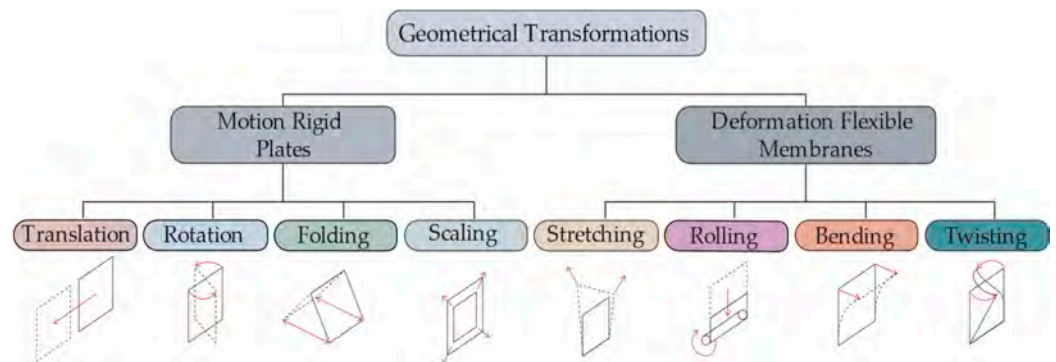 Geometrical Transformations
Motion Rigid
Plates
Deformation Flexible
Membranes
Translation
Rotation
Folding
Scaling
Stretching
Rolling
Bending
Twisting